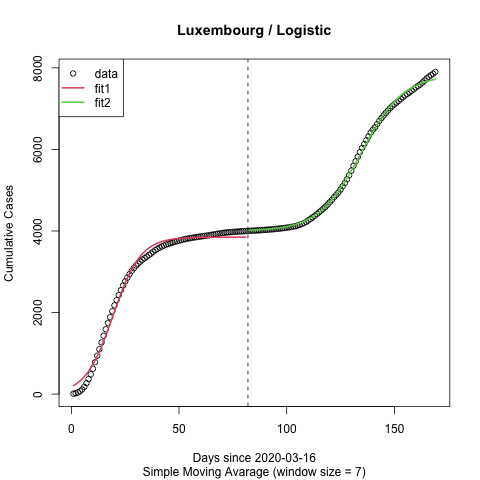 Luxembourg / Logistic
data
fit1
fit2
Cumulative Cases
0
2000
4000
6000
8000
0 50 100 150
Days since 2020-03-16
Simple Moving Avarage (window size = 7)